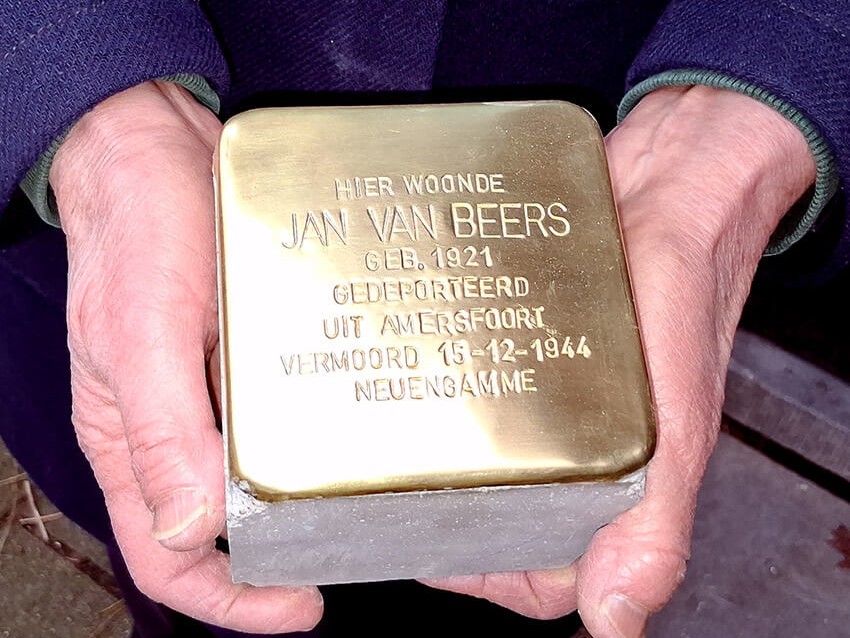 HIER WOONDE
JAN VAN BEERS
GEB. 1921
GEDEPORTEERD
UIT AMERSFOORT
VERMOORD 15-12-1944
NEUENGAMME